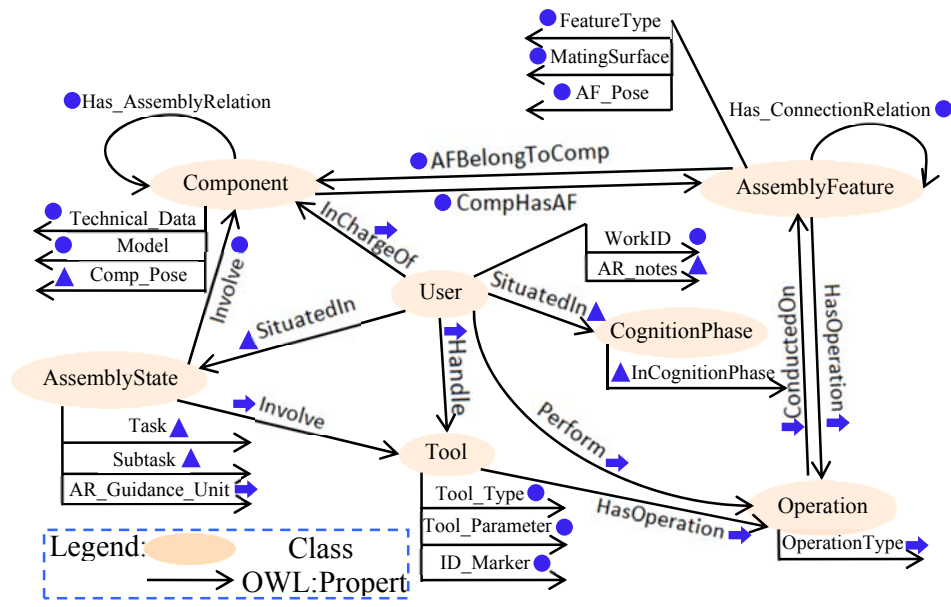 FeatureType
MatingSurface
AF_Pose
Has_AssemblyRelation
Has_ConnectionRelation
AFBelongToComp
Component
AssemblyFeature
CompHasAF
Technical_Data
Model
Comp_Pose
Involve
InChargeOf
WorkID
AR_notes
User
SituatedIn
SituatedIn
CognitionPhase
InCognitionPhase
ConductedOn
HasOperation
AssemblyState
Handle
Involve
Perform
Task
Subtask
AR_Guidance_Unit
Tool
Tool_Type
Tool_Parameter
ID_Marker
HasOperation
Operation
OperationType
Legend: Class
OWL:Propert